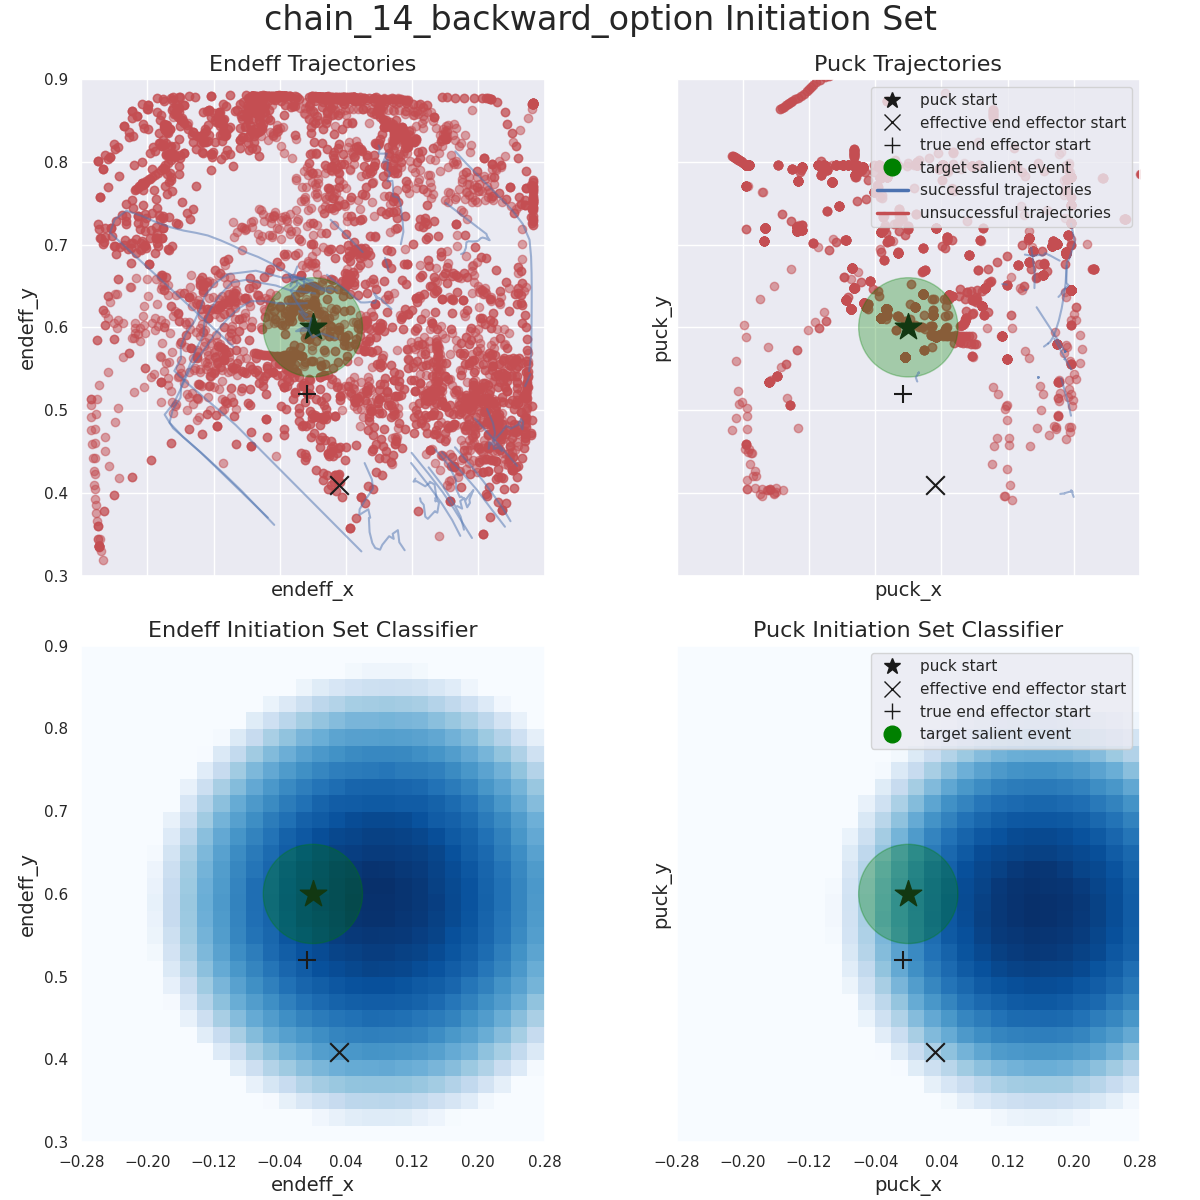 chain_14_backward_option Initiation Set
Endeff Trajectories
Puck Trajectories
0.9
0.8
0.7
0.6
0.5
0.4
0.3
endeff_y
endeff_x
puck_y
puck_x
puck start
effective end effector start
true end effector start
target salient event
successful trajectories
unsuccessful trajectories
Endeff Initiation Set Classifier
Puck Initiation Set Classifier
0.9
0.8
0.7
0.6
0.5
0.4
0.3
endeff_y
−0.28 −0.20 −0.12 −0.04 0.04 0.12 0.20 0.28
endeff_x
puck_y
puck start
effective end effector start
true end effector start
target salient event
−0.28 −0.20 −0.12 −0.04 0.04 0.12 0.20 0.28
puck_x